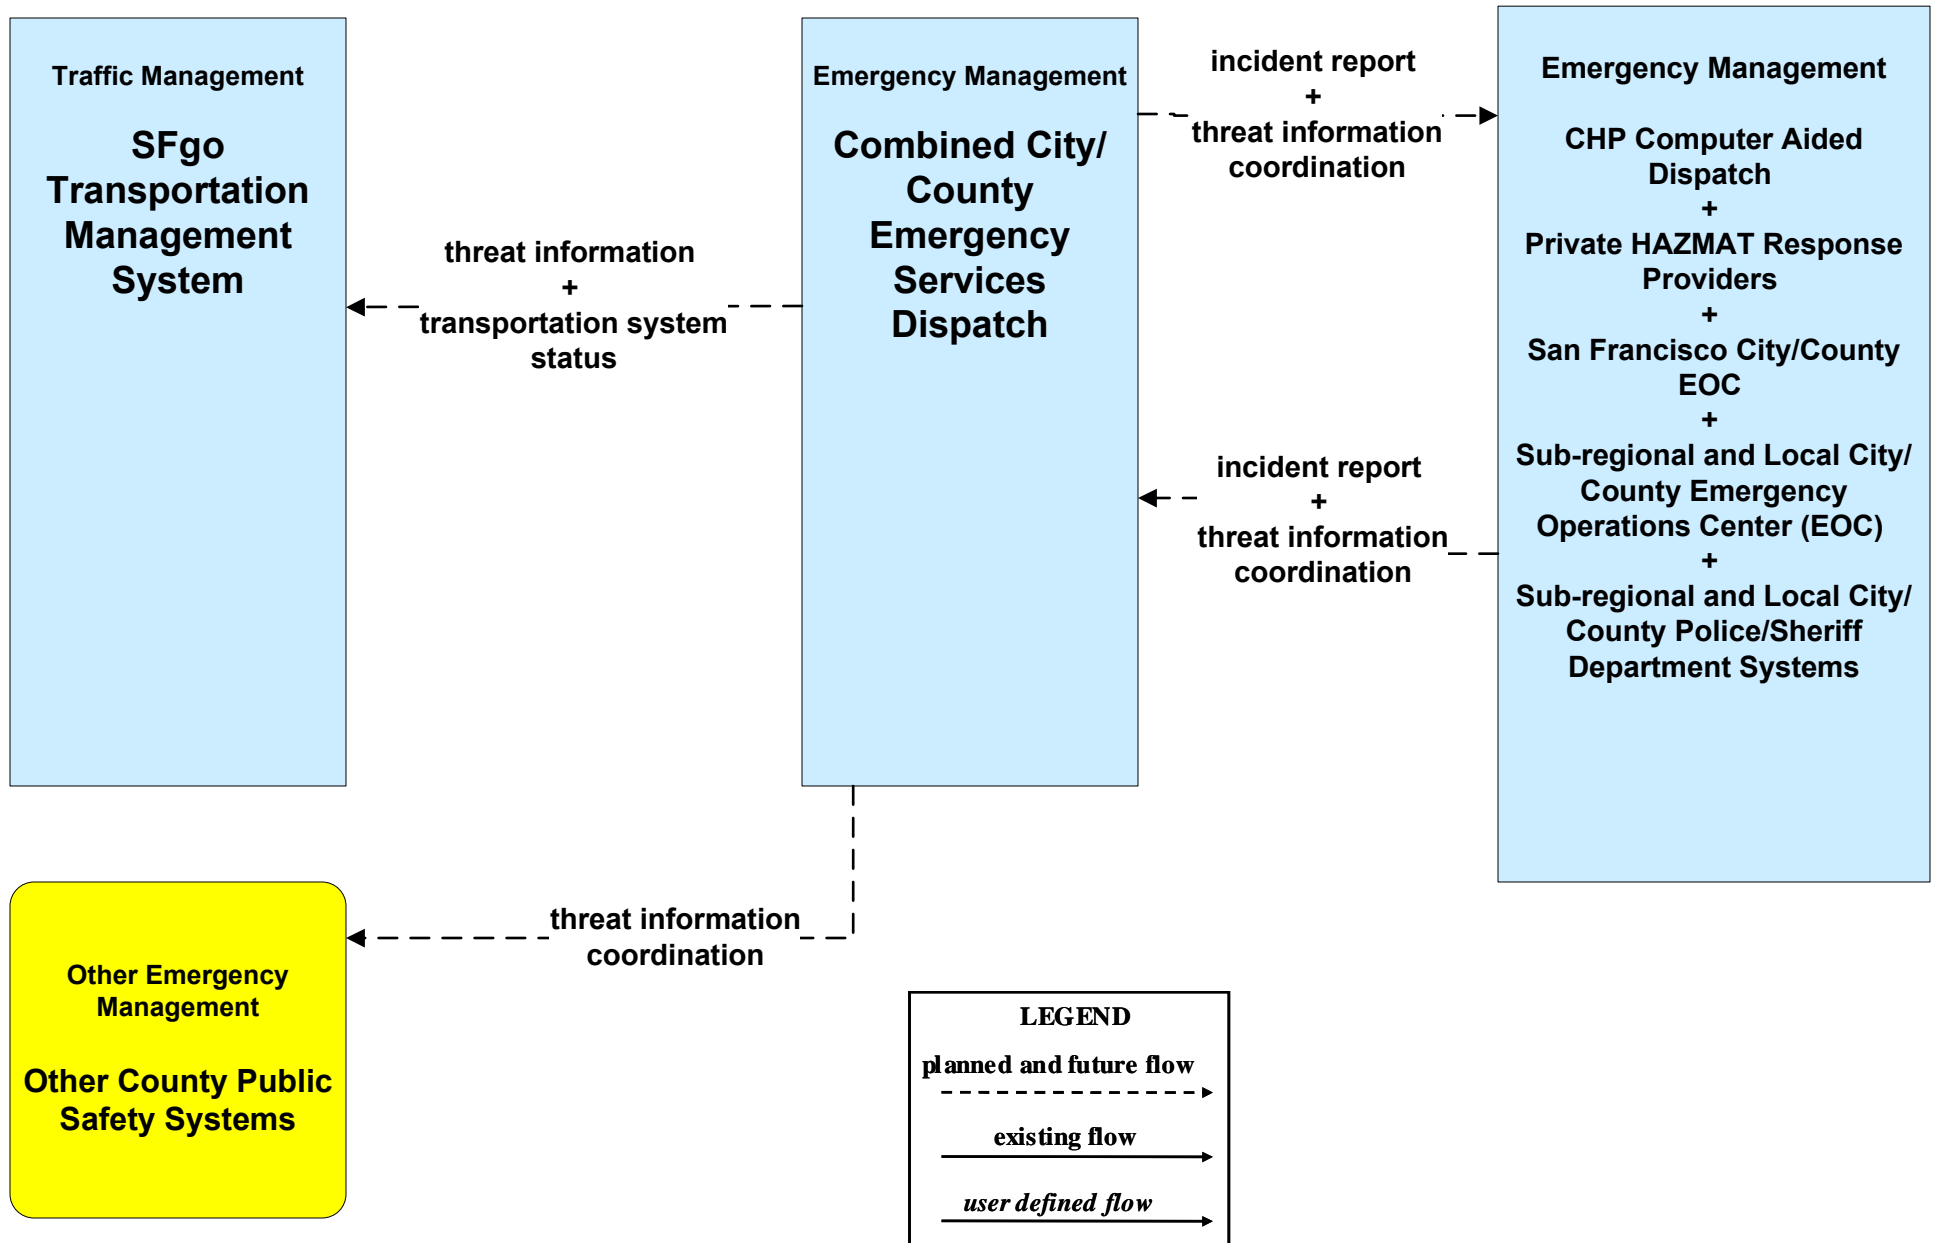 Traffic Management
SFgo
Transportation
Management
System
threat information
+
transportation system
status
Emergency Management
Combined City/
County
Emergency
Services
Dispatch
incident report
+
threat information
coordination
incident report
+
threat information
coordination
Emergency Management
CHP Computer Aided
Dispatch
+
Private HAZMAT Response
Providers
+
San Francisco City/County
EOC
+
Sub-regional and Local City/
County Emergency
Operations Center (EOC)
+
Sub-regional and Local City/
County Police/Sheriff
Department Systems
Other Emergency
Management
Other County Public
Safety Systems
threat information
coordination
LEGEND
planned and future flow
existing flow
user defined flow